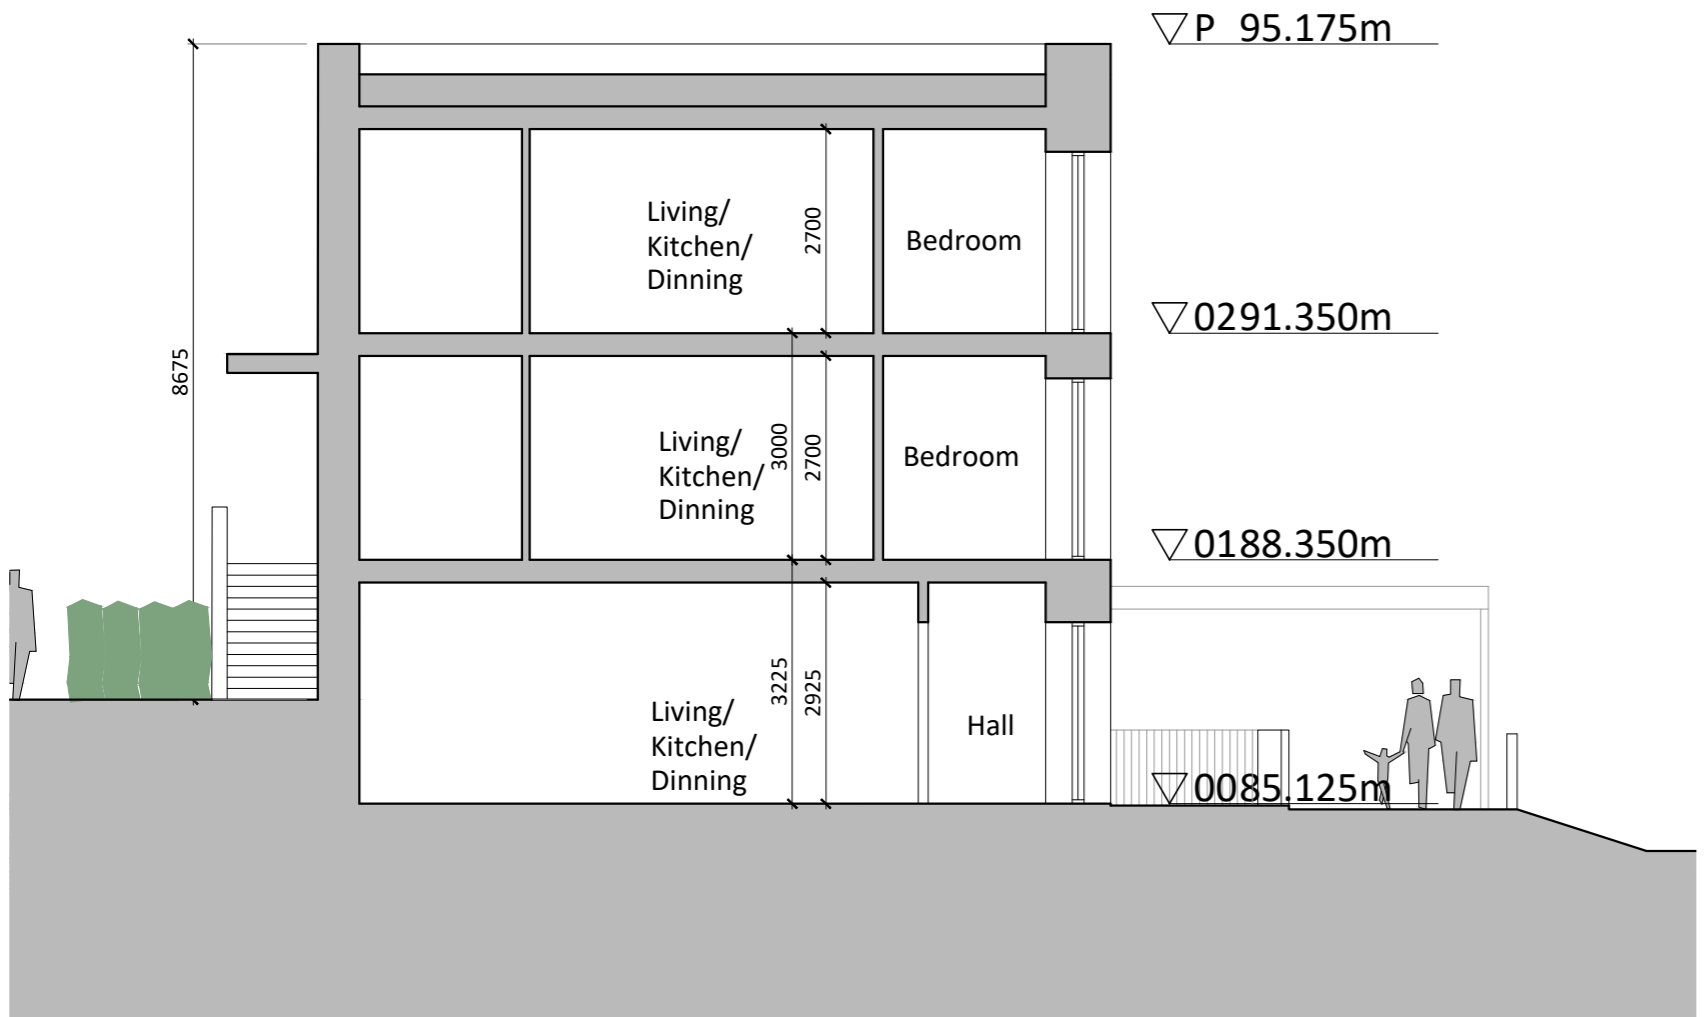 P 95.175m
Living/
Kitchen/
Dinning
2700
Bedroom
0291.350m
8675
Living/
Kitchen/
Dinning
3000
2700
Bedroom
0188.350m
Living/
Kitchen/
Dinning
3225
2925
Hall
0085.125m